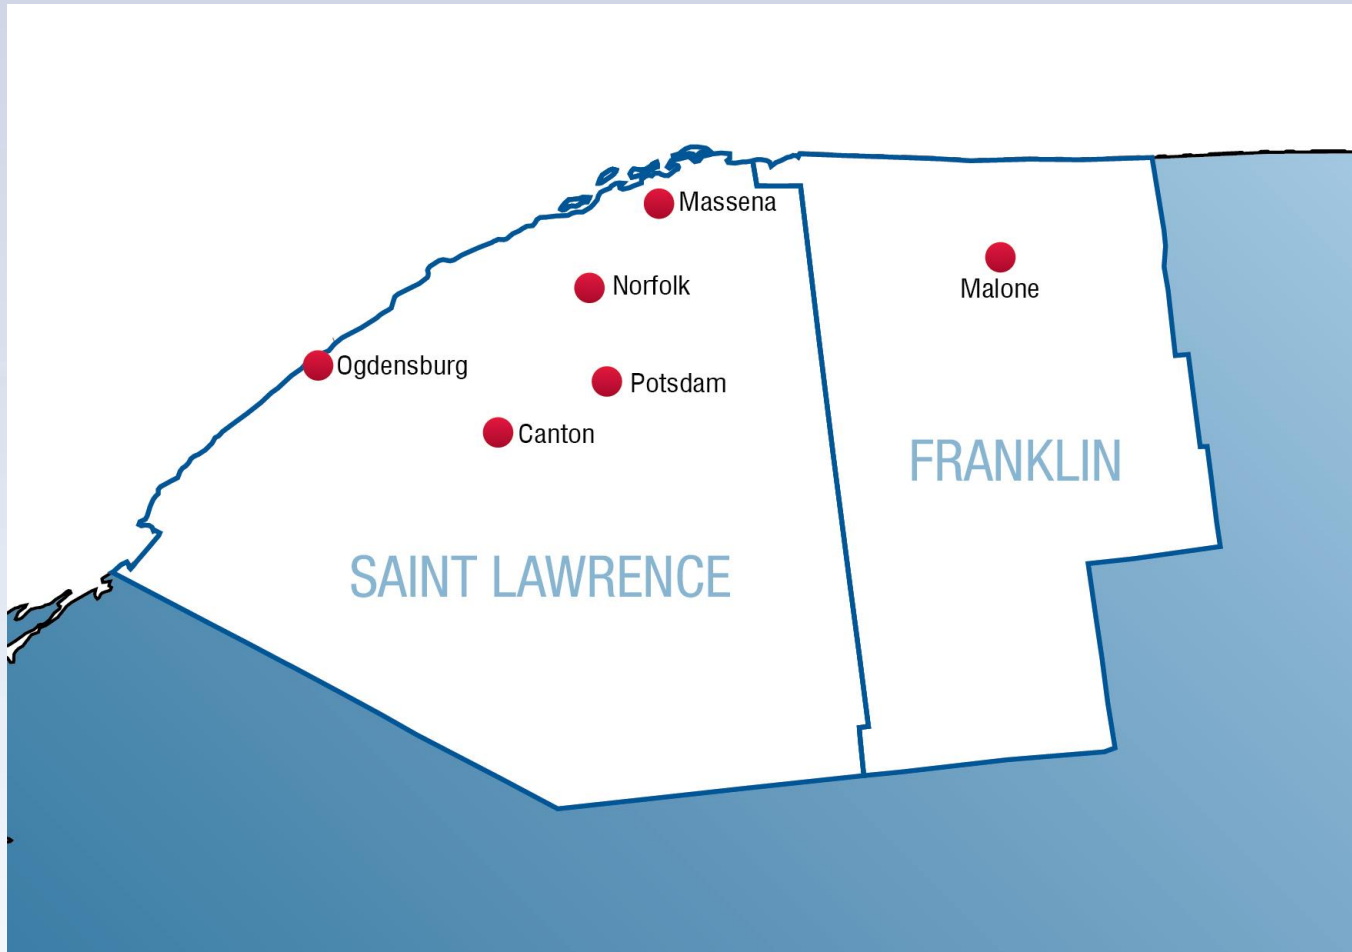 Massena
Norfolk
Malone
Ogdensburg
Potsdam
Canton
FRANKLIN
SAINT LAWRENCE